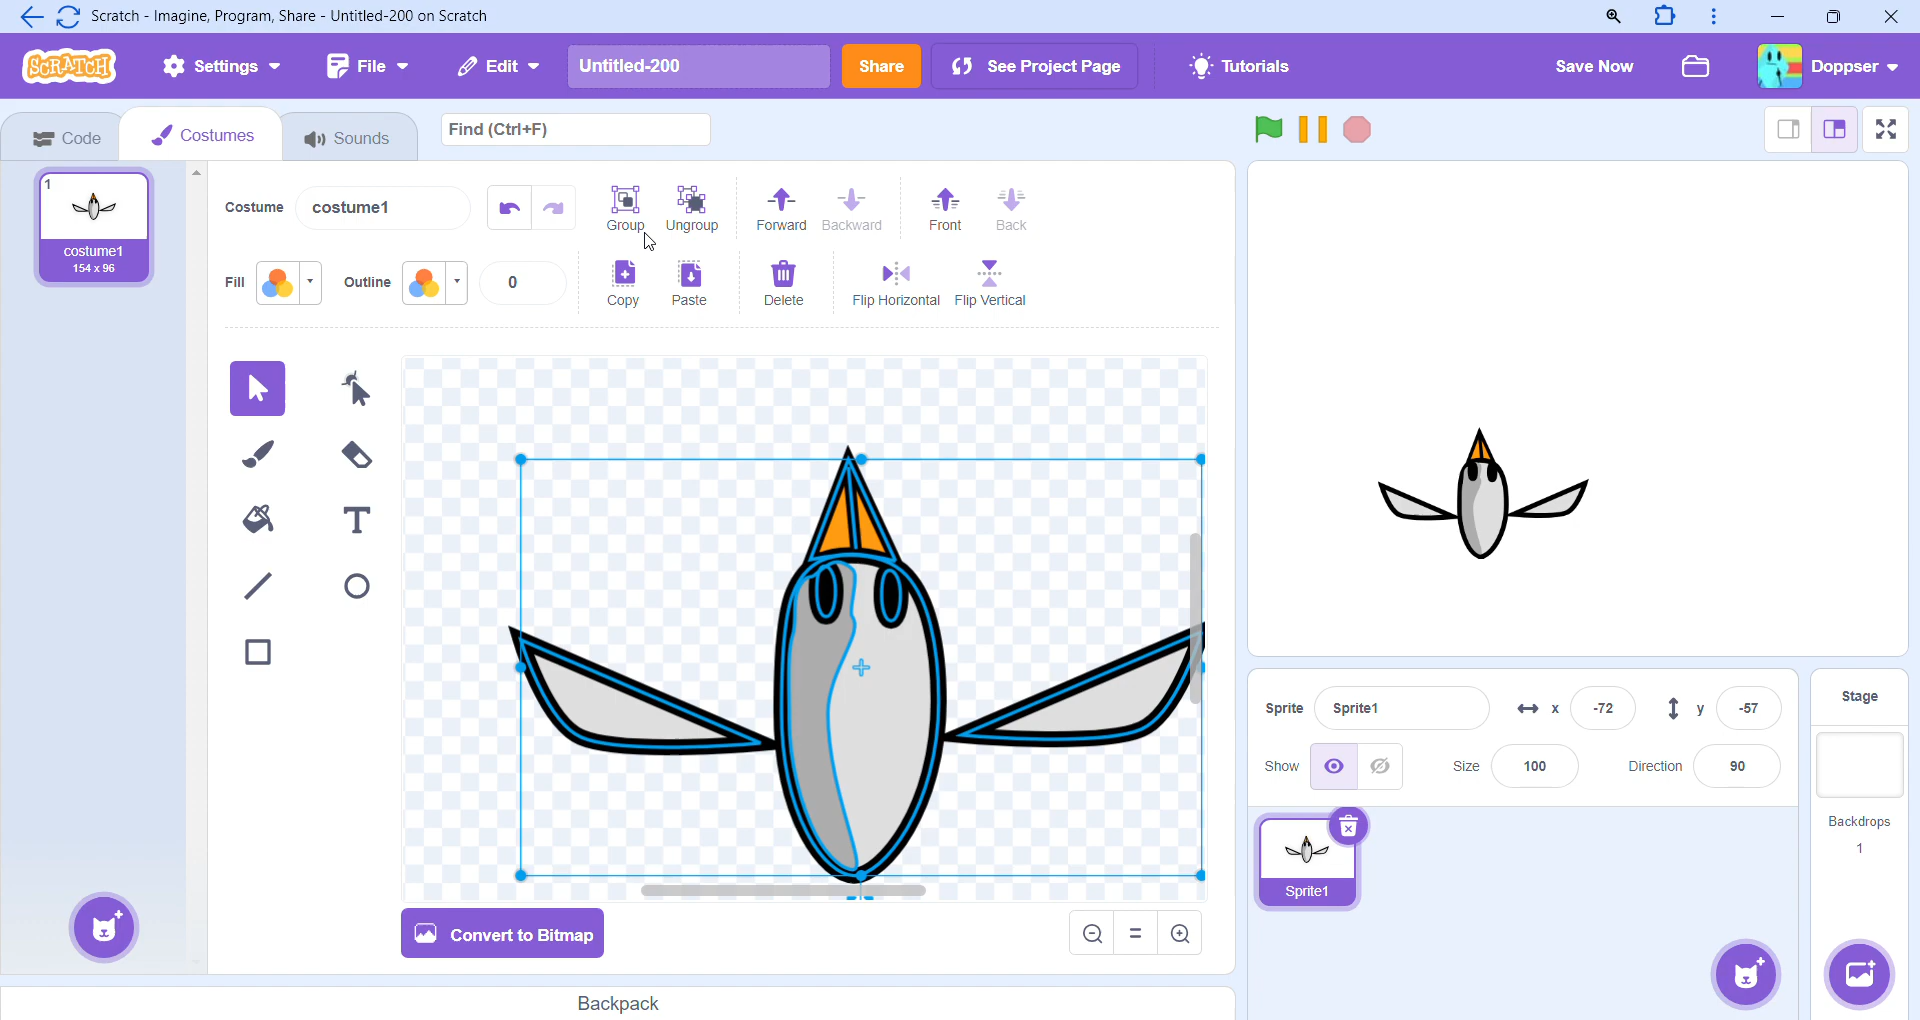 Scratch - Imagine, Program, Share - Untitled-200 on Scratch
SCRATCH Settings File Edit Untitled-200 Share See Project Page Tutorials Save Now Doppser
Code Costumes Sounds Find (Ctrl+F)
1
costume1
154 x 96
Costume costume1 Group Ungroup Forward Backward Front Back
Fill Outline 0 Copy Paste Delete Flip Horizontal Flip Vertical
T
Convert to Bitmap
=
Backpack
Sprite Sprite1 x -72 y -57
Show Size 100 Direction 90
Sprite1
Stage
Backdrops
1